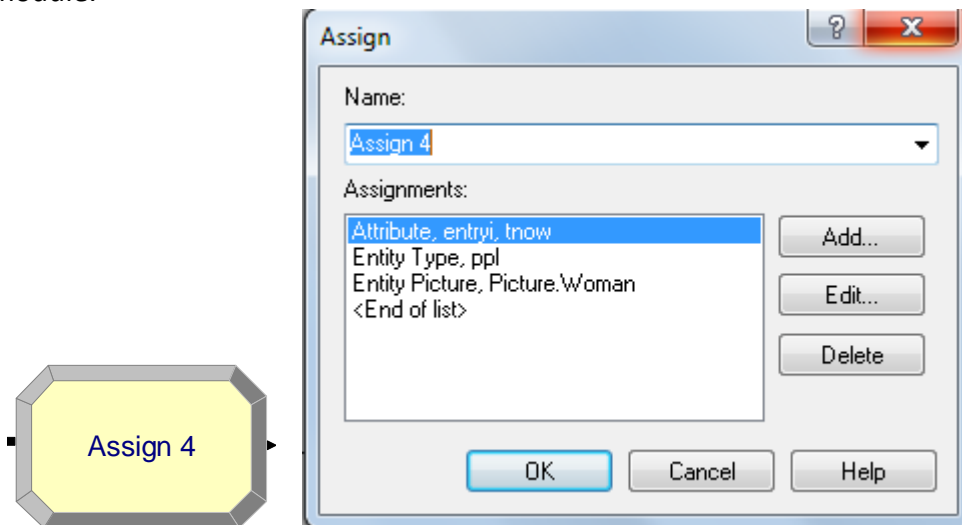 module.
Assign
?
x
Name:
Assign 4
Assignments:
Attribute, entryi, tnow
Entity Type, ppl
Entity Picture, Picture.Woman
<End of list>
Add...
Edit...
Delete
OK Cancel Help
Assign 4